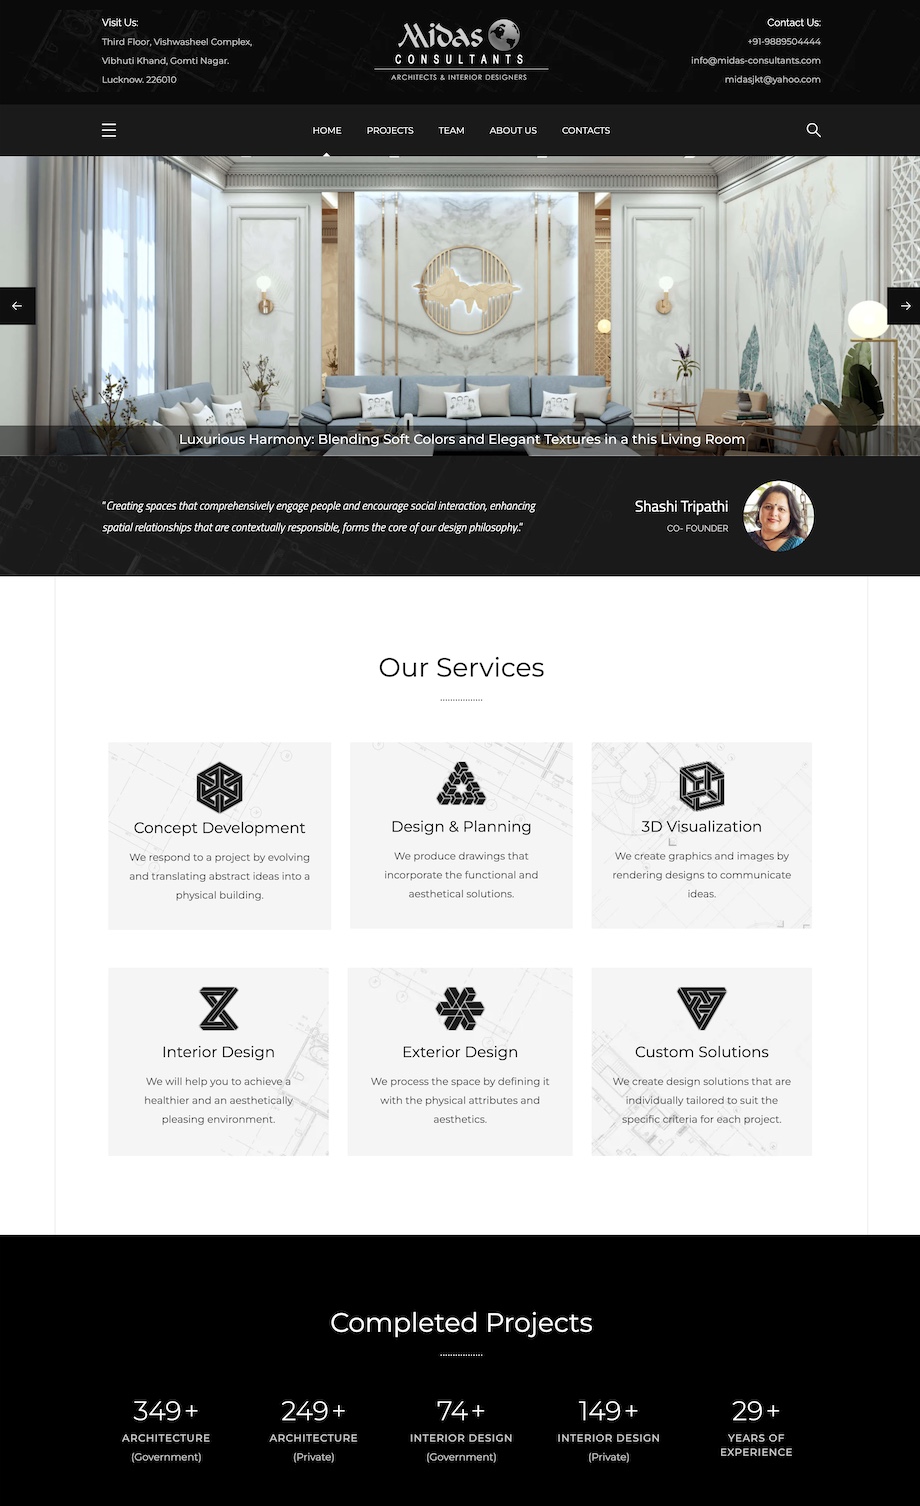 Visit Us:
Third Floor, Vishwasheel Complex,
Vibhuti Khand, Gomti Nagar.
Lucknow. 226010
Midas
CONSULTANTS
ARCHITECTS & INTERIOR DESIGNERS
Contact Us:
+91-9889504444
info@midas-consultants.com
midasjkt@yahoo.com
HOME PROJECTS TEAM ABOUT US CONTACTS
Luxurious Harmony: Blending Soft Colors and Elegant Textures in a this Living Room
"Creating spaces that comprehensively engage people and encourage social interaction, enhancing
spatial relationships that are contextually responsible, forms the core of our design philosophy."
Shashi Tripathi
CO- FOUNDER
Our Services
Concept Development
We respond to a project by evolving
and translating abstract ideas into a
physical building.
Design & Planning
We produce drawings that
incorporate the functional and
aesthetical solutions.
3D Visualization
We create graphics and images by
rendering designs to communicate
ideas.
Interior Design
We will help you to achieve a
healthier and an aesthetically
pleasing environment.
Exterior Design
We process the space by defining it
with the physical attributes and
aesthetics.
Custom Solutions
We create design solutions that are
individually tailored to suit the
specific criteria for each project.
Completed Projects
349+
ARCHITECTURE
(Government)
249+
ARCHITECTURE
(Private)
74+
INTERIOR DESIGN
(Government)
149+
INTERIOR DESIGN
(Private)
29+
YEARS OF
EXPERIENCE